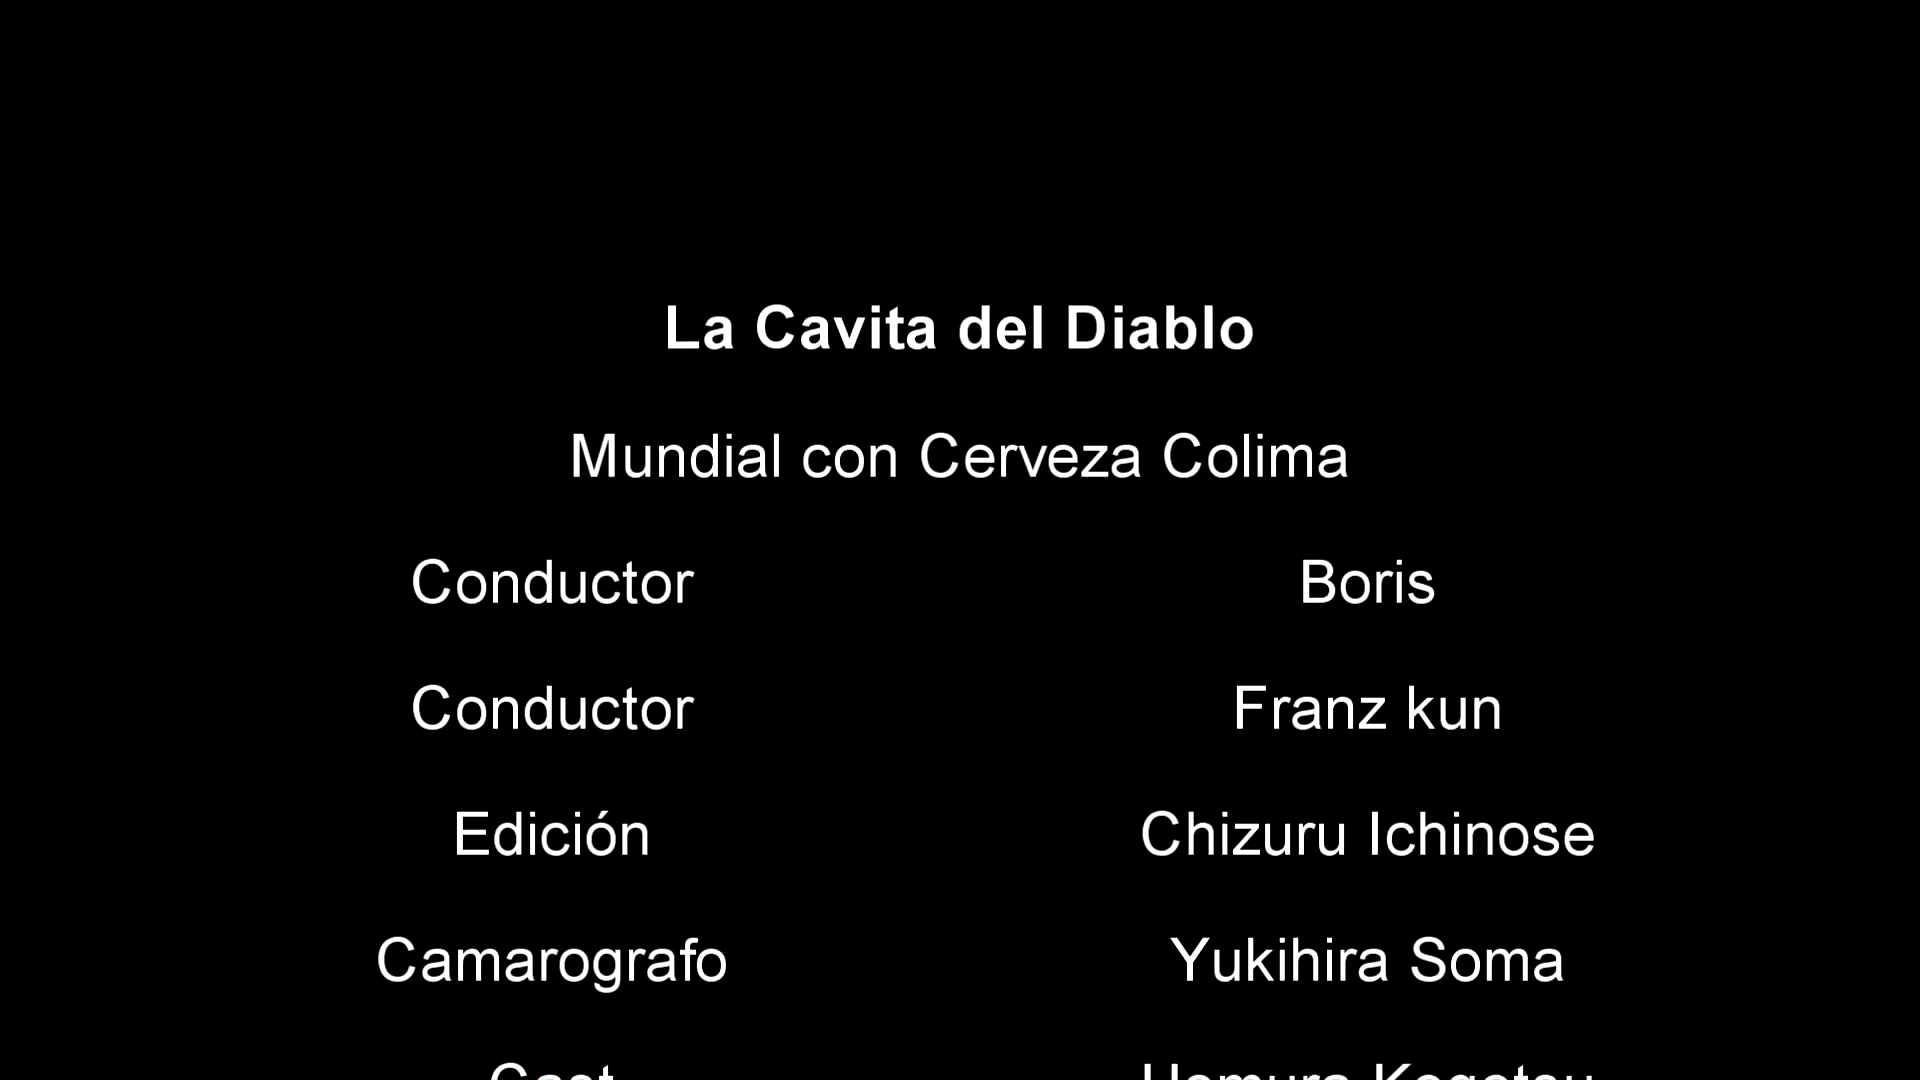 La Cavita del Diablo
Mundial con Cerveza Colima
Conductor Boris
Conductor Franz kun
Edición Chizuru Ichinose
Camarografo Yukihira Soma
Cast